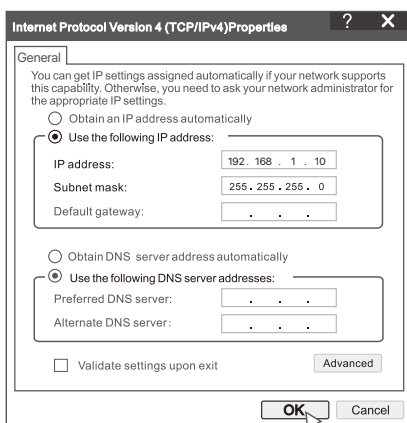 Internet Protocol Version 4 (TCP/IPv4)Properties ? X
General
You can get IP settings assigned automatically if your network supports
this capability. Otherwise, you need to ask your network administrator for
the appropriate IP settings.
Obtain an IP address automatically
Use the following IP address:
IP address: 192. 168 . 1 . 10
Subnet mask: 255. 255. 255. 0
Default gateway: . . .
Obtain DNS server address automatically
Use the following DNS server addresses:
Preferred DNS server: . . .
Alternate DNS server: . . .
Validate settings upon exit Advanced
OK Cancel